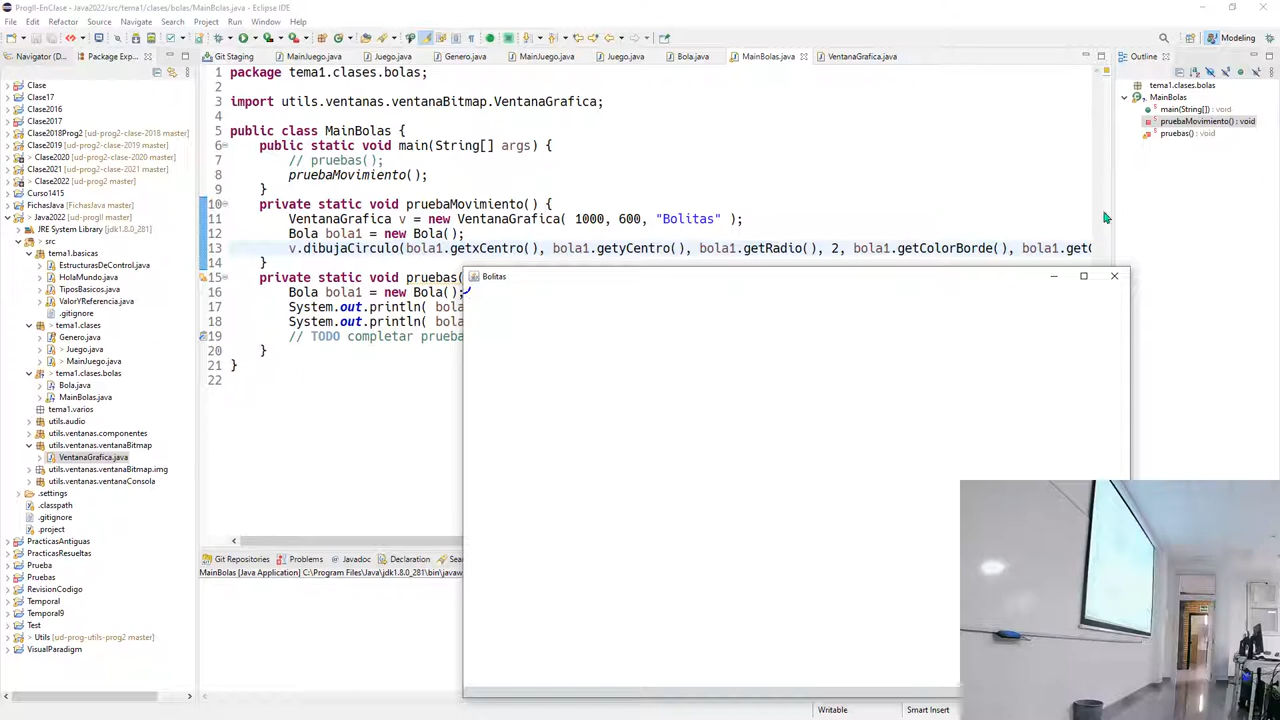 ProgII-EnClase - Java2022/src/tema1/clases/bolas/MainBolas.java - Eclipse IDE
File Edit Refactor Source Navigate Search Project Run Window Help
Modeling
Navigator (D... Package Exp...
Git Staging MainJuego.java Juego.java Genero.java MainJuego.java Juego.java Bola.java MainBolas.java VentanaGrafica.java
Outline
Clase
Clase17
Clase2016
Clase2017
Clase2018Prog2 [ud-prog2-clase-2018 master]
Clase2019 [ud-prog2-clase-2019 master]
> Clase2020 [ud-prog2-clase-2020 master]
Clase2021 [ud-prog2-clase-2021 master]
> Clase2022 [ud-prog2 master]
Curso1415
FichasJava [ud-prog2 master]
> Java2022 [ud-progII master]
JRE System Library [jdk1.8.0_281]
> src
tema1.basicas
EstructurasDeControl.java
HolaMundo.java
TiposBasicos.java
ValorYReferencia.java
.gitignore
> tema1.clases
Genero.java
> Juego.java
> MainJuego.java
> tema1.clases.bolas
Bola.java
MainBolas.java
tema1.varios
utils.audio
utils.ventanas.componentes
utils.ventanas.ventanaBitmap
VentanaGrafica.java
utils.ventanas.ventanaBitmap.img
utils.ventanas.ventanaConsola
.settings
.classpath
.gitignore
.project
PracticasAntiguas
PracticasResueltas
Prueba
Pruebas
RevisionCodigo
Temporal
Temporal9
Test
> Utils [ud-prog-utils-prog2 master]
VisualParadigm
1 package tema1.clases.bolas;
2
3 import utils.ventanas.ventanaBitmap.VentanaGrafica;
4
5 public class MainBolas {
6 public static void main(String[] args) {
7 // pruebas();
8 pruebaMovimiento();
9 }
10 private static void pruebaMovimiento() {
11 VentanaGrafica v = new VentanaGrafica( 1000, 600, "Bolitas" );
12 Bola bola1 = new Bola();
13 v.dibujaCirculo(bola1.getxCentro(), bola1.getyCentro(), bola1.getRadio(), 2, bola1.getColorBorde(), bola1.getC
14 }
15 private static void pruebas(
16 Bola bola1 = new Bola();
17 System.out.println( bola
18 System.out.println( bola
19 // TODO completar prueba
20 }
21 }
22
Bolitas
tema1.clases.bolas
MainBolas
main(String[]) : void
pruebaMovimiento() : void
pruebas() : void
Git Repositories Problems Javadoc Declaration Sea
MainBolas [Java Application] C:\Program Files\Java\jdk1.8.0_281\bin\javaw
Writable Smart Insert